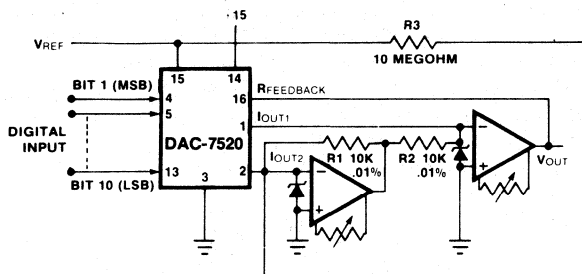 15
R3
VREF
10 MEGOHM
15
14
BIT 1 (MSB)
4
16
RFEEDBACK
5
1
IOUT1
DIGITAL
INPUT
DAC-7520
R1 10K
.01%
R2 10K
.01%
VOUT
IOUT2
BIT 10 (LSB)
13
3
2
−
+
−
+